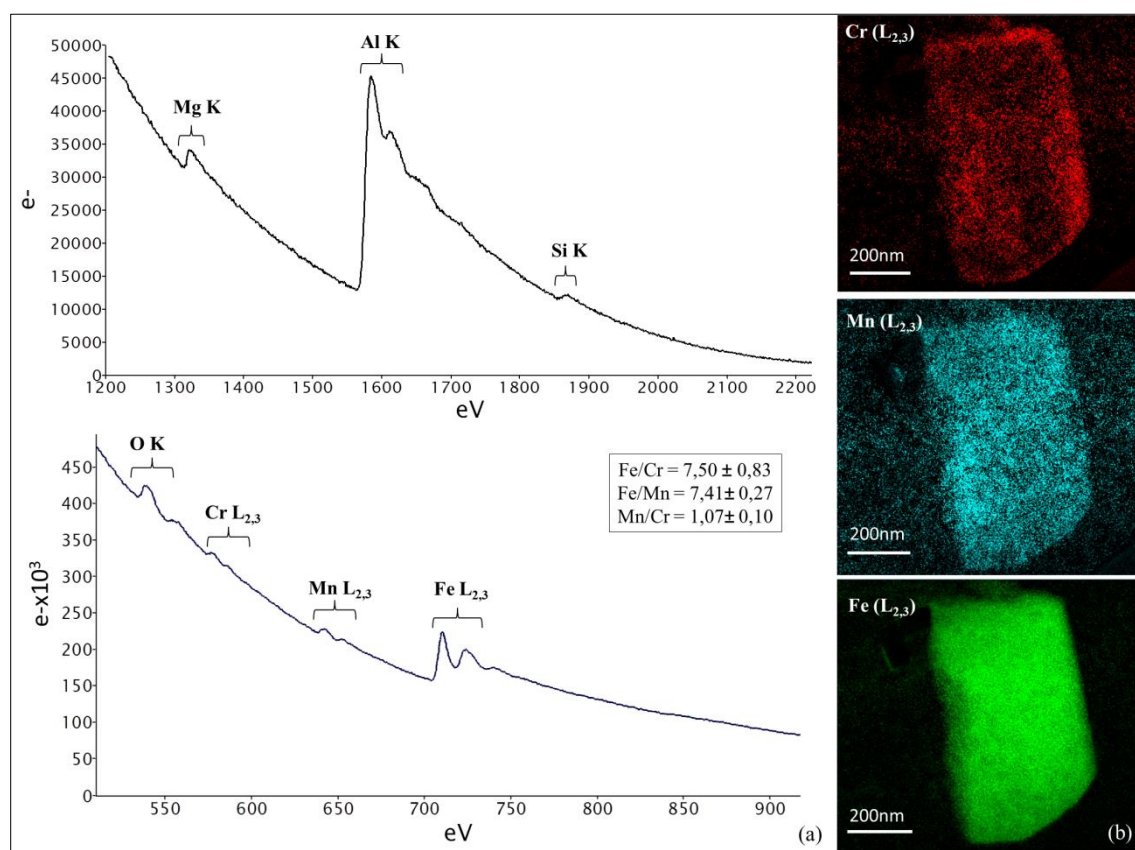 Mg K
Al K
Si K
e-
50000
45000
40000
35000
30000
25000
20000
15000
10000
5000
0
1200 1300 1400 1500 1600 1700 1800 1900 2000 2100 2200
eV
O K
Cr L2,3
Mn L2,3
Fe L2,3
Fe/Cr = 7,50 ± 0,83
Fe/Mn = 7,41± 0,27
Mn/Cr = 1,07± 0,10
e-x10³
450
400
350
300
250
200
150
100
50
0
550 600 650 700 750 800 850 900
eV
(a)
Cr (L2,3)
200nm
Mn (L2,3)
200nm
Fe (L2,3)
200nm
(b)